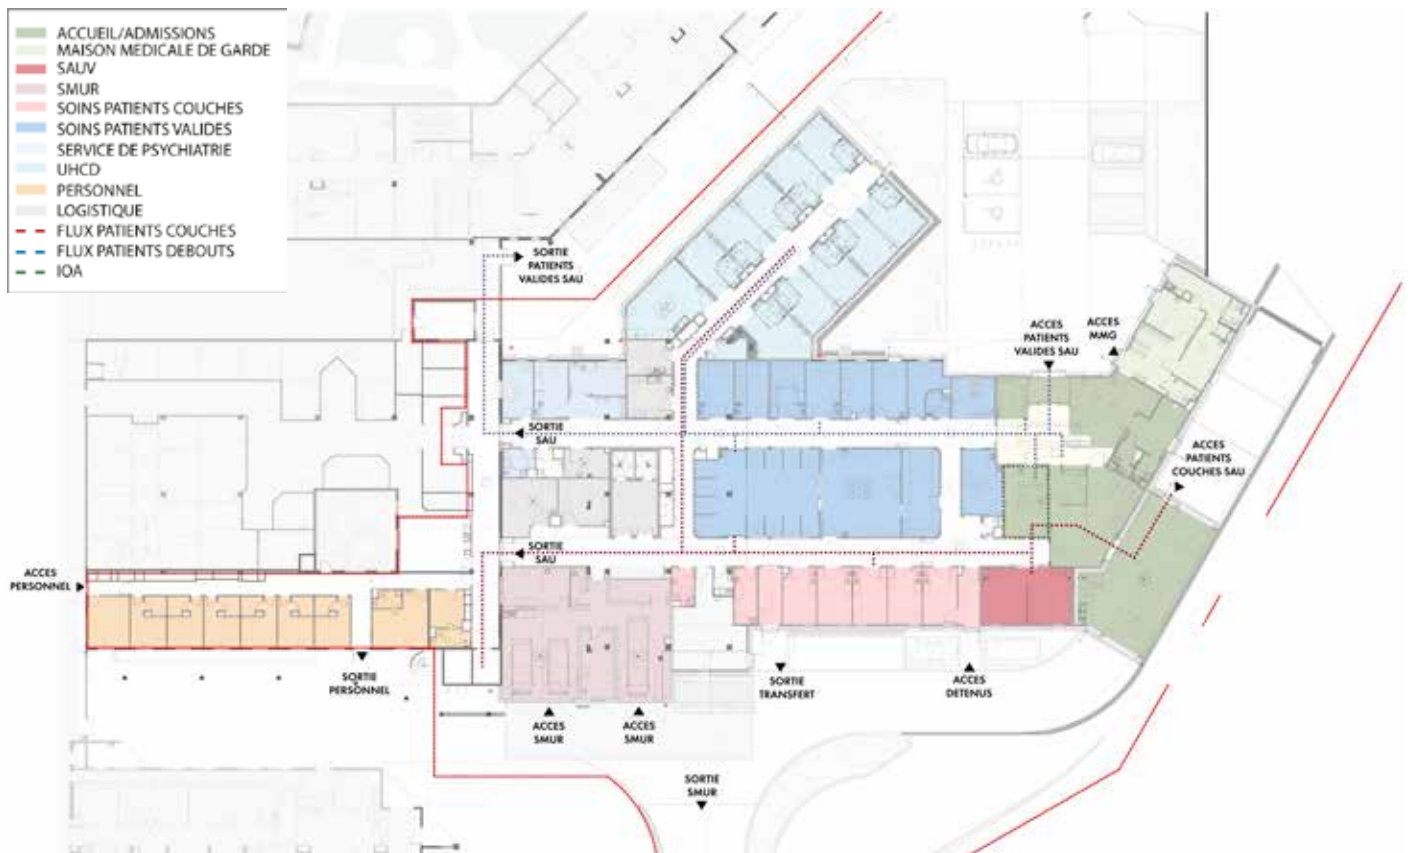 ACCUEIL/ADMISSIONS
MAISON MEDICALE DE GARDE
SAUV
SMUR
SOINS PATIENTS COUCHES
SOINS PATIENTS VALIDES
SERVICE DE PSYCHIATRIE
UHCD
PERSONNEL
LOGISTIQUE
FLUX PATIENTS COUCHES
FLUX PATIENTS DEBOUTS
IOA
SORTIE
PATIENTS
VALIDES SAU
ACCES
PATIENTS
VALIDES SAU
ACCES
MMG
SORTIE
SAU
ACCES
PATIENTS
COUCHES SAU
SORTIE
SAU
ACCES
PERSONNEL
SORTIE
PERSONNEL
SORTIE
TRANSFERT
ACCES
DETENUS
ACCES
SMUR
ACCES
SMUR
SORTIE
SMUR